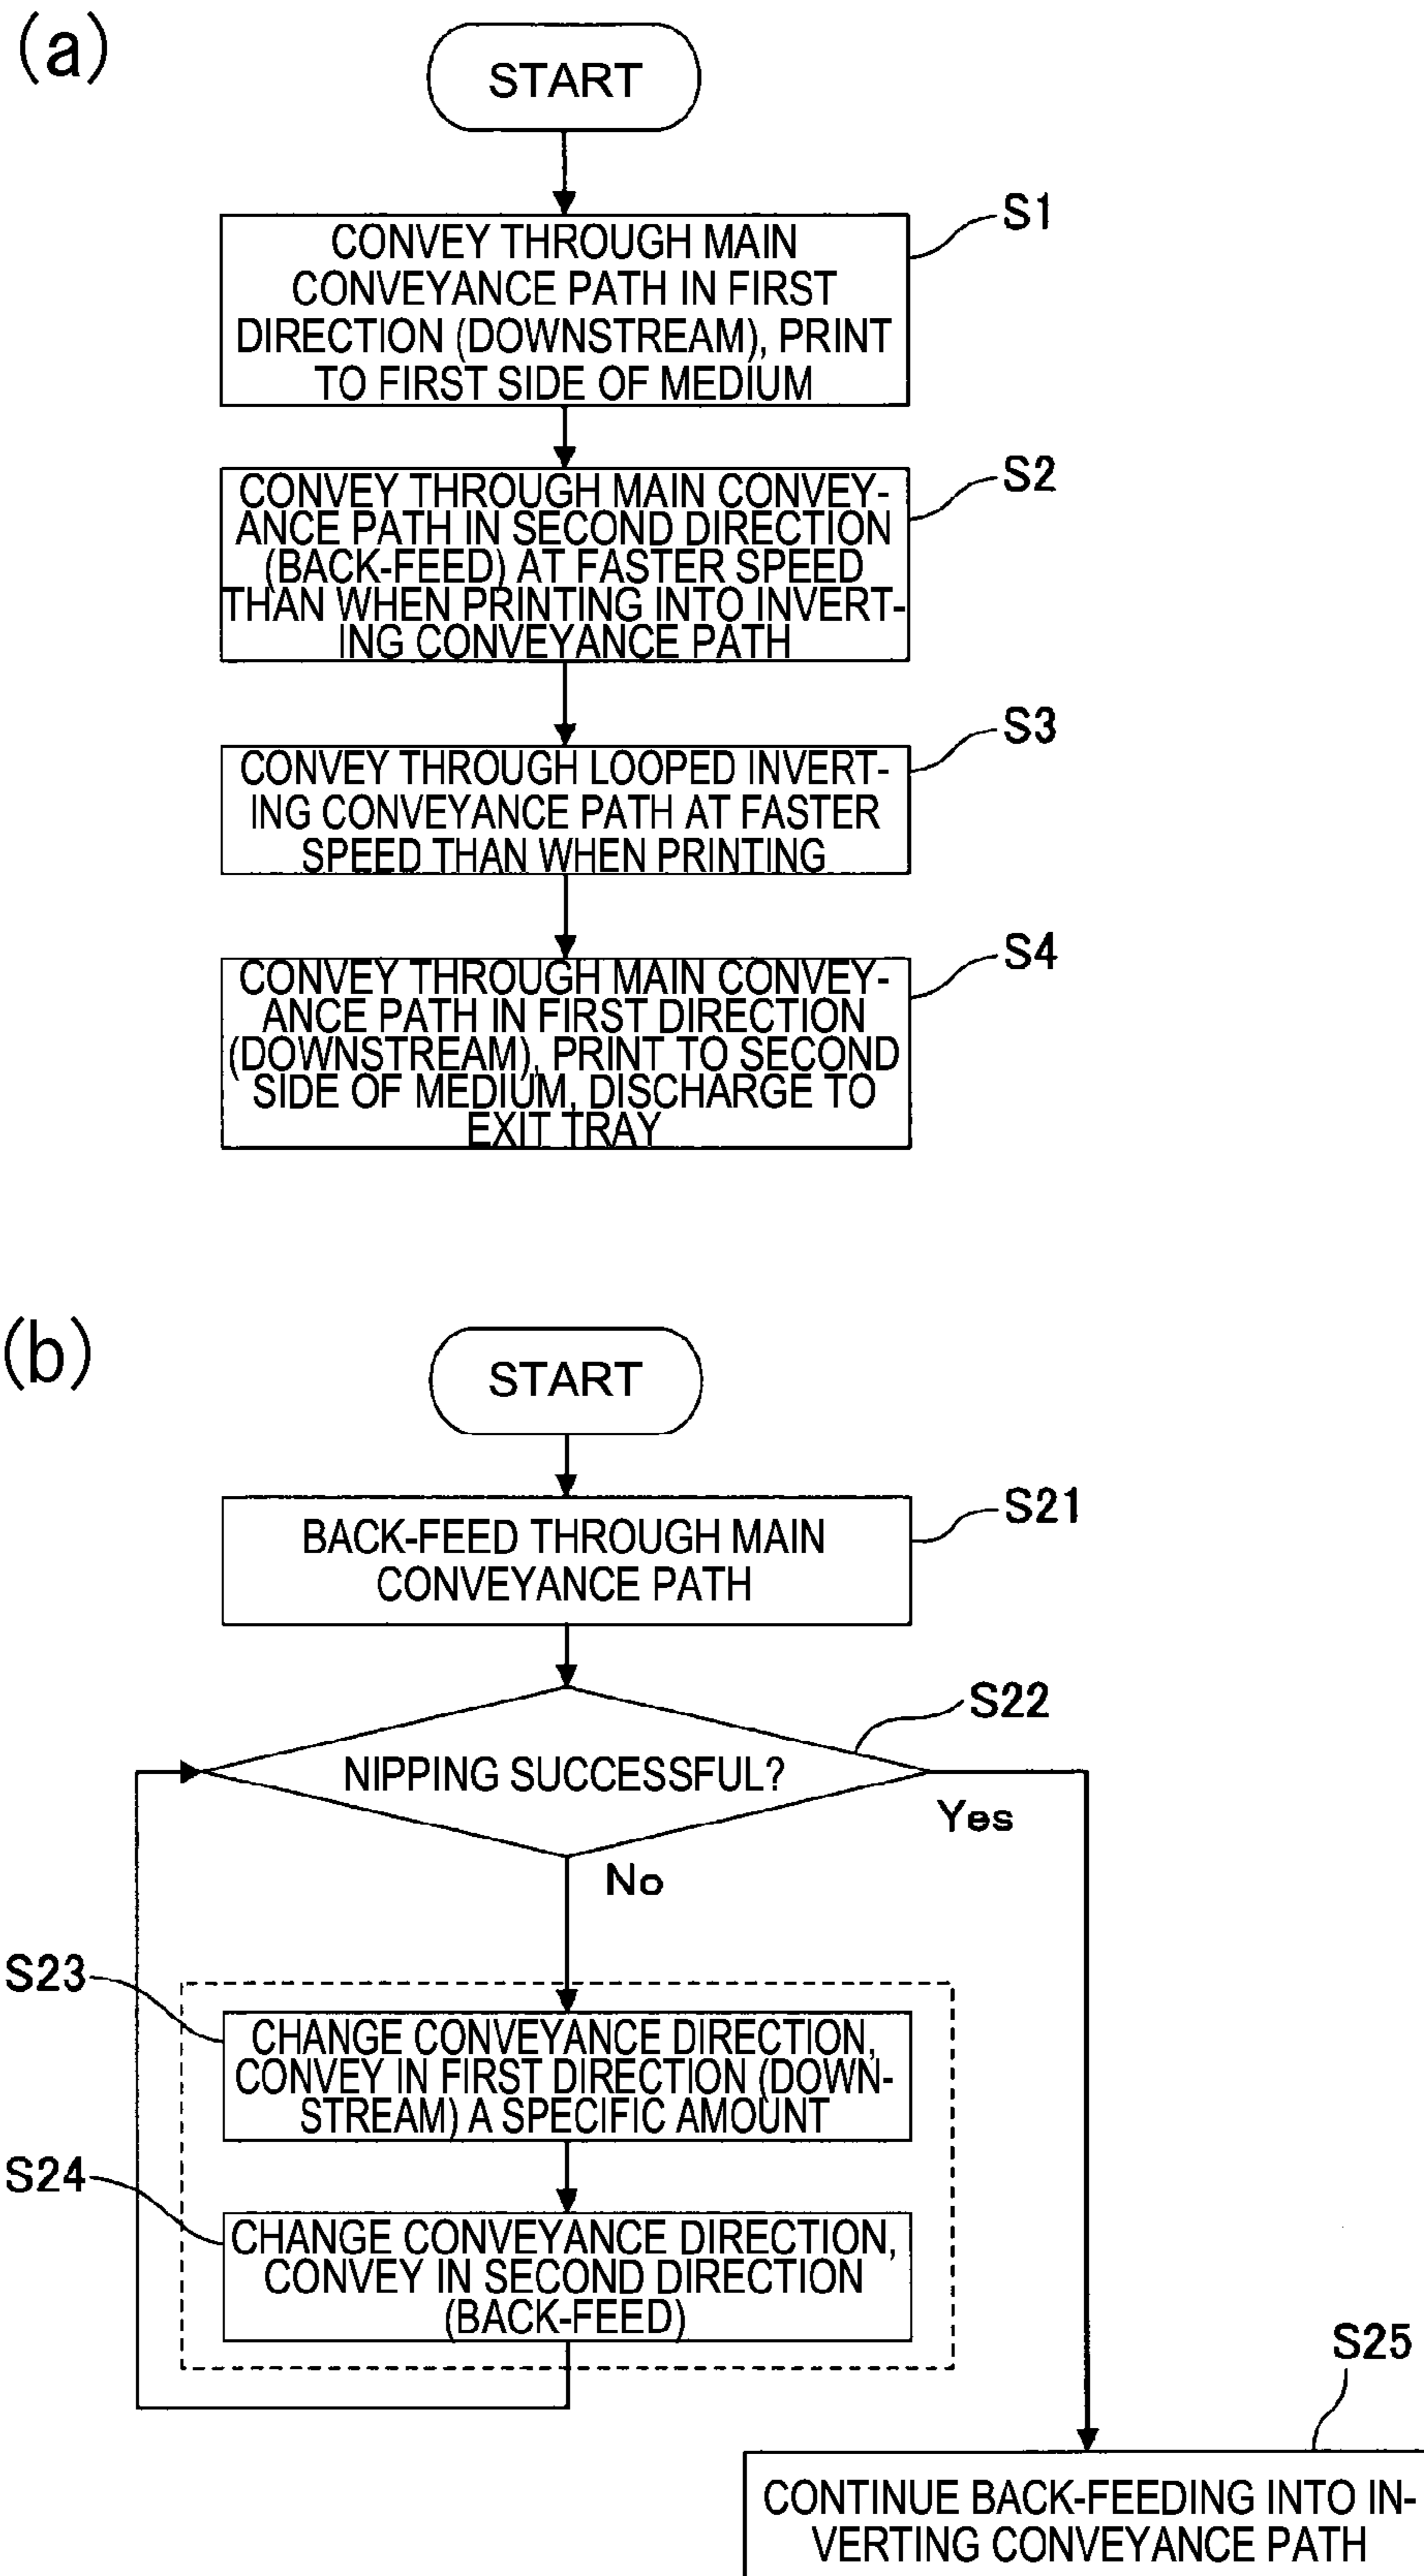 (a)
START
S1
CONVEY THROUGH MAIN
CONVEYANCE PATH IN FIRST
DIRECTION (DOWNSTREAM), PRINT
TO FIRST SIDE OF MEDIUM
S2
CONVEY THROUGH MAIN CONVEY-
ANCE PATH IN SECOND DIRECTION
(BACK-FEED) AT FASTER SPEED
THAN WHEN PRINTING INTO INVERT-
ING CONVEYANCE PATH
S3
CONVEY THROUGH LOOPED INVERT-
ING CONVEYANCE PATH AT FASTER
SPEED THAN WHEN PRINTING
S4
CONVEY THROUGH MAIN CONVEY-
ANCE PATH IN FIRST DIRECTION
(DOWNSTREAM), PRINT TO SECOND
SIDE OF MEDIUM, DISCHARGE TO
EXIT TRAY
(b)
START
S21
BACK-FEED THROUGH MAIN
CONVEYANCE PATH
S22
NIPPING SUCCESSFUL?
Yes
No
S23
CHANGE CONVEYANCE DIRECTION,
CONVEY IN FIRST DIRECTION (DOWN-
STREAM) A SPECIFIC AMOUNT
S24
CHANGE CONVEYANCE DIRECTION,
CONVEY IN SECOND DIRECTION
(BACK-FEED)
S25
CONTINUE BACK-FEEDING INTO IN-
VERTING CONVEYANCE PATH